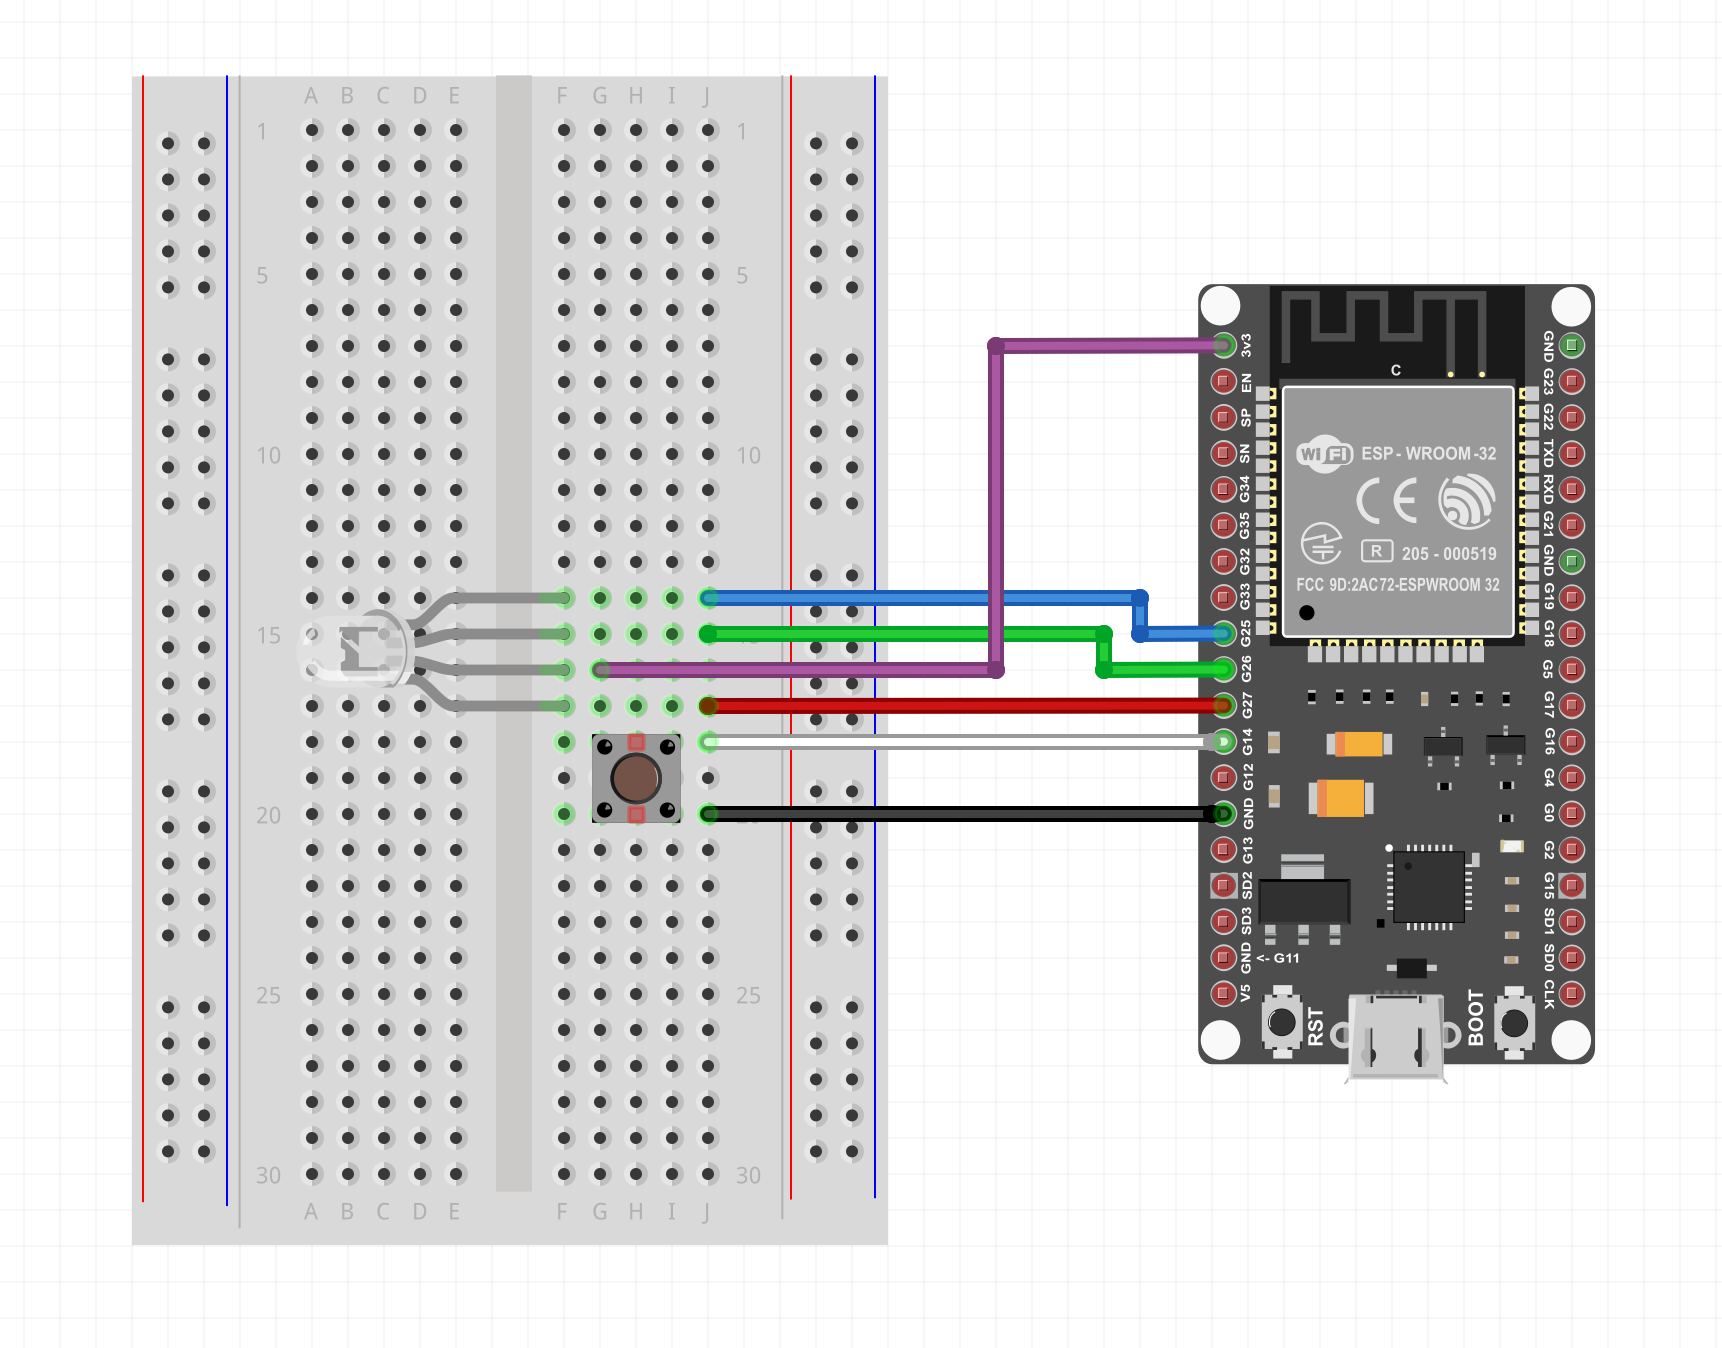 A B C D E F G H I J
1 1
5 5
10 10
15
20
25 25
30 30
A B C D E F G H I J
3v3
EN
SP
SN
G34
G35
G32
G33
G25
G26
G27
G14
G12
GND
G13
SD2
SD3
GND <- G11
V5
C
WiFi ESP - WROOM -32
CE
R 205 - 000519
FCC 9D:2AC72-ESPWROOM 32
GND
G23
G22
TXD
RXD
G21
GND
G19
G18
G5
G17
G16
G4
G0
G2
G15
SD1
SD0
CLK
RST
BOOT